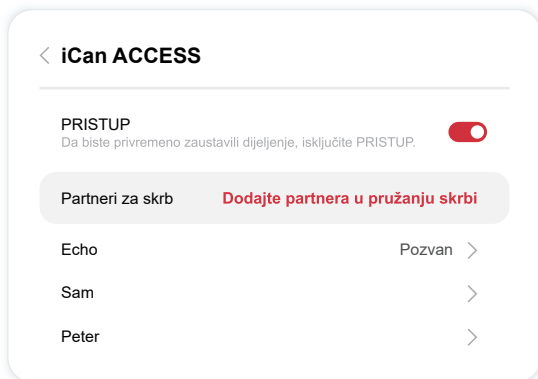 iCan ACCESS
PRISTUP
Da biste privremeno zaustavili dijeljenje, isključite PRISTUP.
Partneri za skrb Dodajte partnera u pružanju skrbi
Echo Pozvan
Sam
Peter